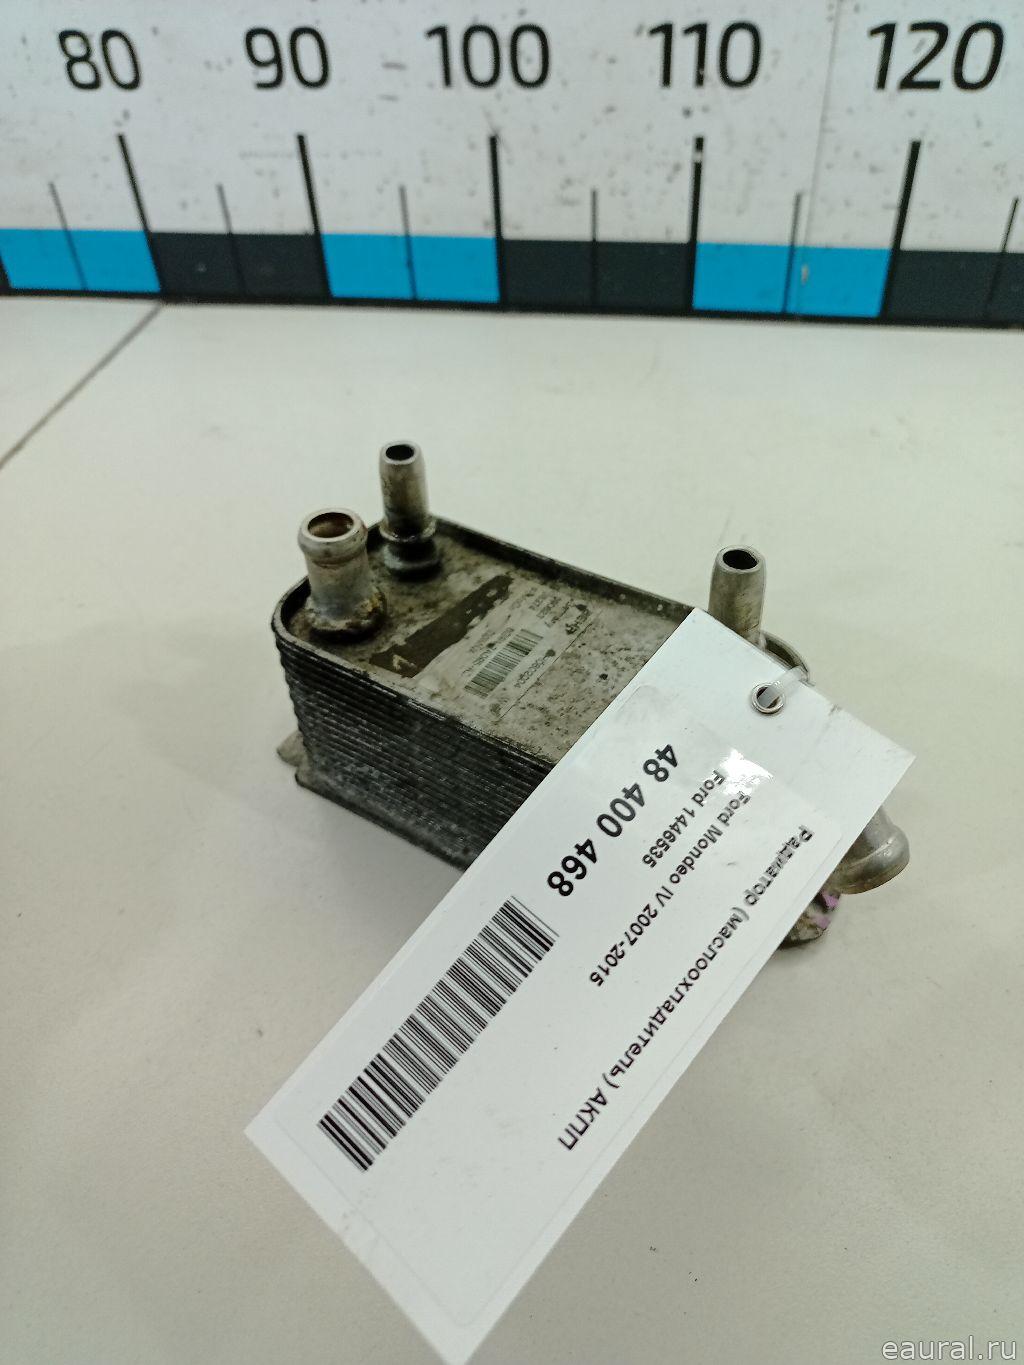 80 90 100 110 120
Радиатор (маслоохладитель) АКПП
Ford Mondeo IV 2007-2015
Ford 1446535
48 400 468
eaural.ru